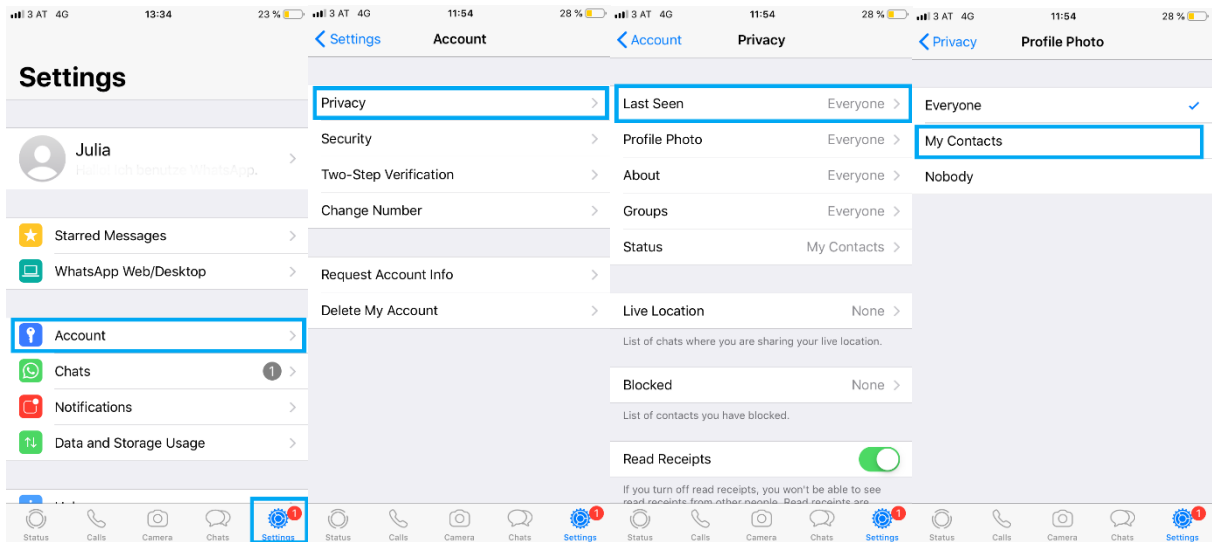 3 AT 4G 13:34 23 %
Settings
Julia
Hallo! Ich benutze WhatsApp.
Starred Messages
WhatsApp Web/Desktop
Account
Chats 1
Notifications
Data and Storage Usage
Status Calls Camera Chats Settings 1
3 AT 4G 11:54 28 %
Settings Account
Privacy
Security
Two-Step Verification
Change Number
Request Account Info
Delete My Account
Status Calls Camera Chats Settings 1
3 AT 4G 11:54 28 %
Account Privacy
Last Seen Everyone
Profile Photo Everyone
About Everyone
Groups Everyone
Status My Contacts
Live Location None
List of chats where you are sharing your live location.
Blocked None
List of contacts you have blocked.
Read Receipts
If you turn off read receipts, you won't be able to see
read receipts from other people. Read receipts are
Status Calls Camera Chats Settings 1
3 AT 4G 11:54 28 %
Privacy Profile Photo
Everyone
My Contacts
Nobody
Status Calls Camera Chats Settings 1